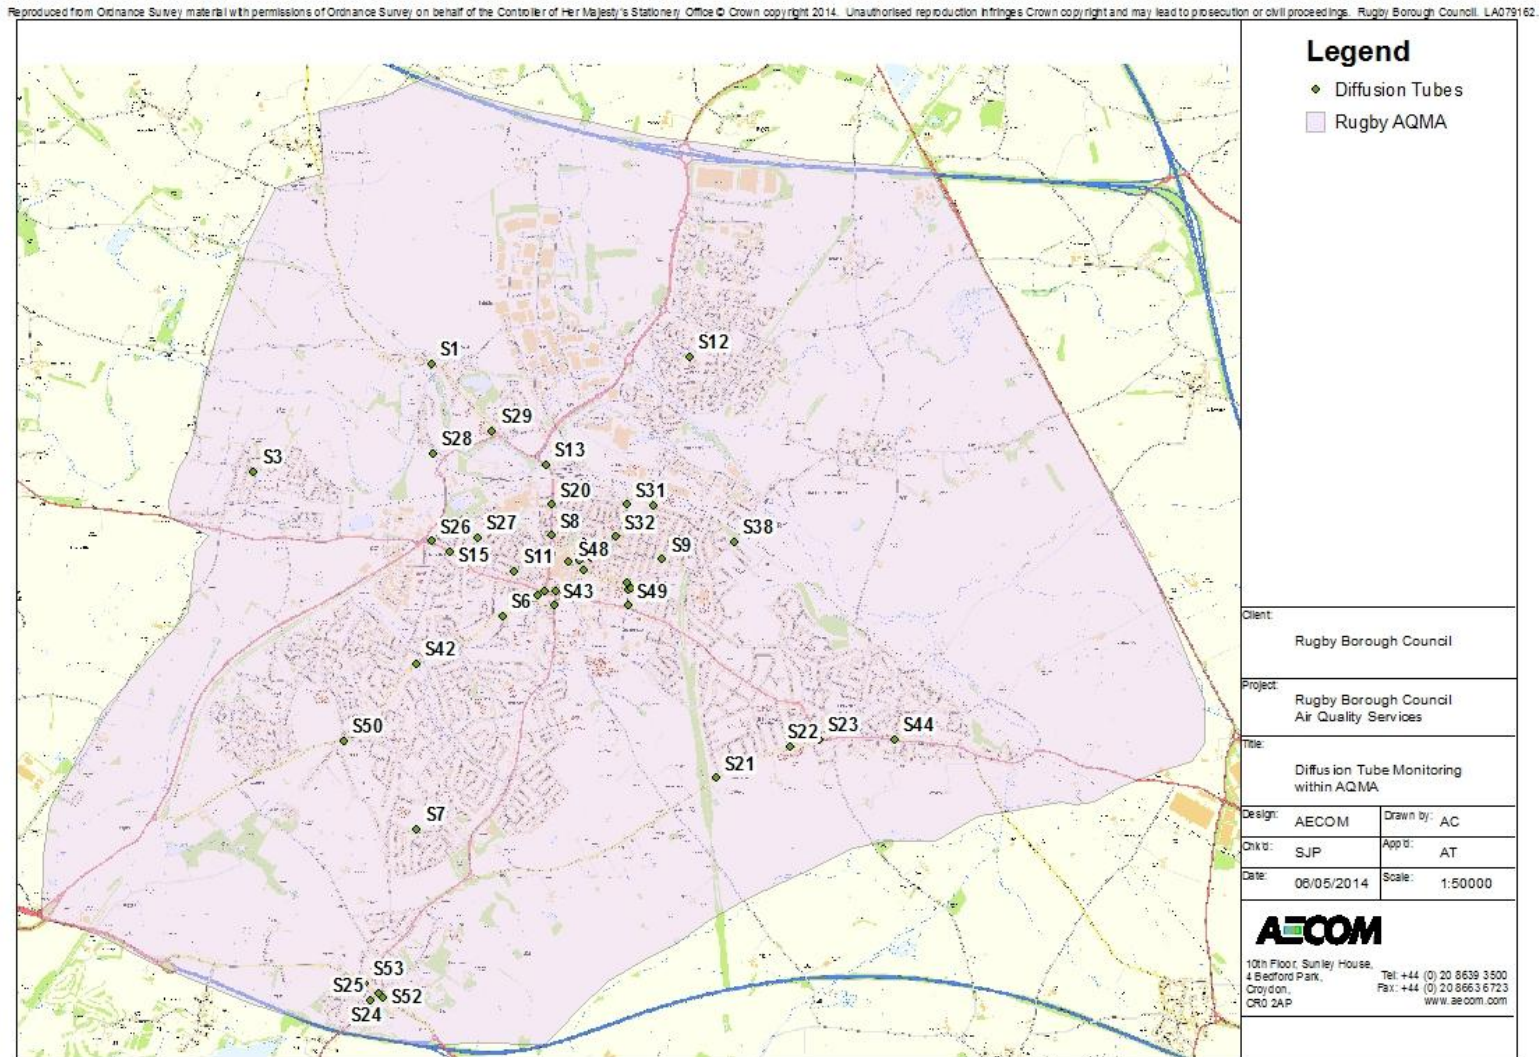 Reproduced from Ordnance Survey material with permissions of Ordnance Survey on behalf of the Controller of Her Majesty's Stationery Office © Crown copyright 2014. Unauthorised reproduction infringes Crown copyright and may lead to prosecution or civil proceedings. Rugby Borough Council. LA079162.
Legend
Diffusion Tubes
Rugby AQMA
S12
S1
S29
S28
S13
S3
S20
S31
S26
S27
S8
S32
S38
S15
S11
S48
S9
S6
S43
S49
S42
S50
S22
S23
S44
S21
S7
S53
S25
S52
S24
Client:
Rugby Borough Council
Project:
Rugby Borough Council
Air Quality Services
Title:
Diffusion Tube Monitoring
within AQMA
Design: AECOM Drawn by: AC
Chk'd: SJP App'd: AT
Date: 06/05/2014 Scale: 1:50000
AECOM
10th Floor, Sunley House,
4 Bedford Park, Tel: +44 (0) 20 8639 3500
Croydon, Fax: +44 (0) 20 8663 6723
CR0 2AP www.aecom.com